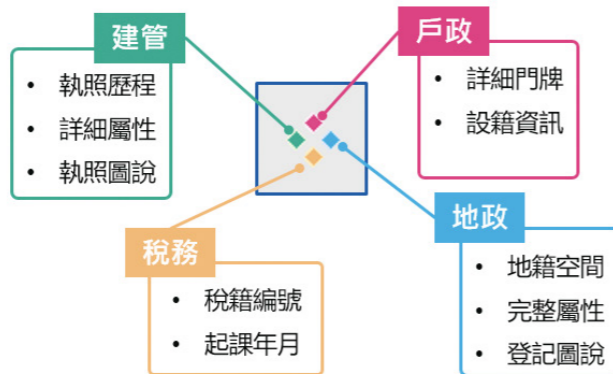 建管
• 執照歷程
• 詳細屬性
• 執照圖說
戶政
• 詳細門牌
• 設籍資訊
稅務
• 稅籍編號
• 起課年月
地政
• 地籍空間
• 完整屬性
• 登記圖說